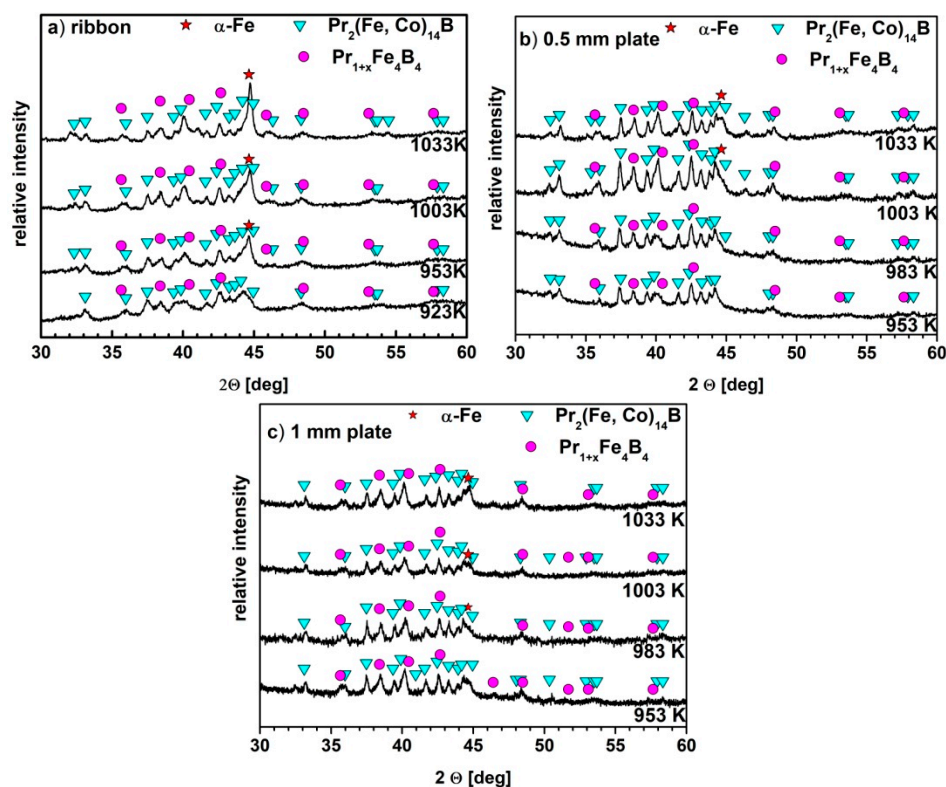 a) ribbon
α-Fe
Pr2(Fe, Co)14B
Pr1+xFe4B4
relative intensity
1033K
1003K
953K
923K
30 35 40 45 50 55 60
2Θ [deg]
b) 0.5 mm plate
α-Fe
Pr2(Fe, Co)14B
Pr1+xFe4B4
relative intensity
1033 K
1003 K
983 K
953 K
30 35 40 45 50 55 60
2 Θ [deg]
c) 1 mm plate
α-Fe
Pr2(Fe, Co)14B
Pr1+xFe4B4
relative intensity
1033 K
1003 K
983 K
953 K
30 35 40 45 50 55 60
2 Θ [deg]